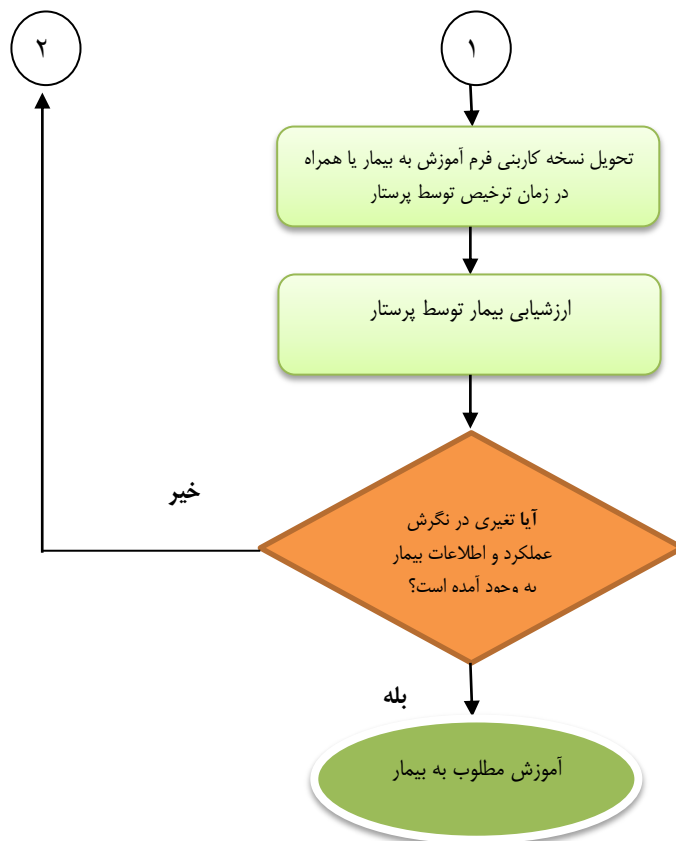 ۱
۲
تحویل نسخه کاربنی فرم آموزش به بیمار یا همراه
در زمان ترخیص توسط پرستار
ارزشیابی بیمار توسط پرستار
آیا تغیری در نگرش
عملکرد و اطلاعات بیمار
به وجود آمده است؟
خیر
بله
آموزش مطلوب به بیمار